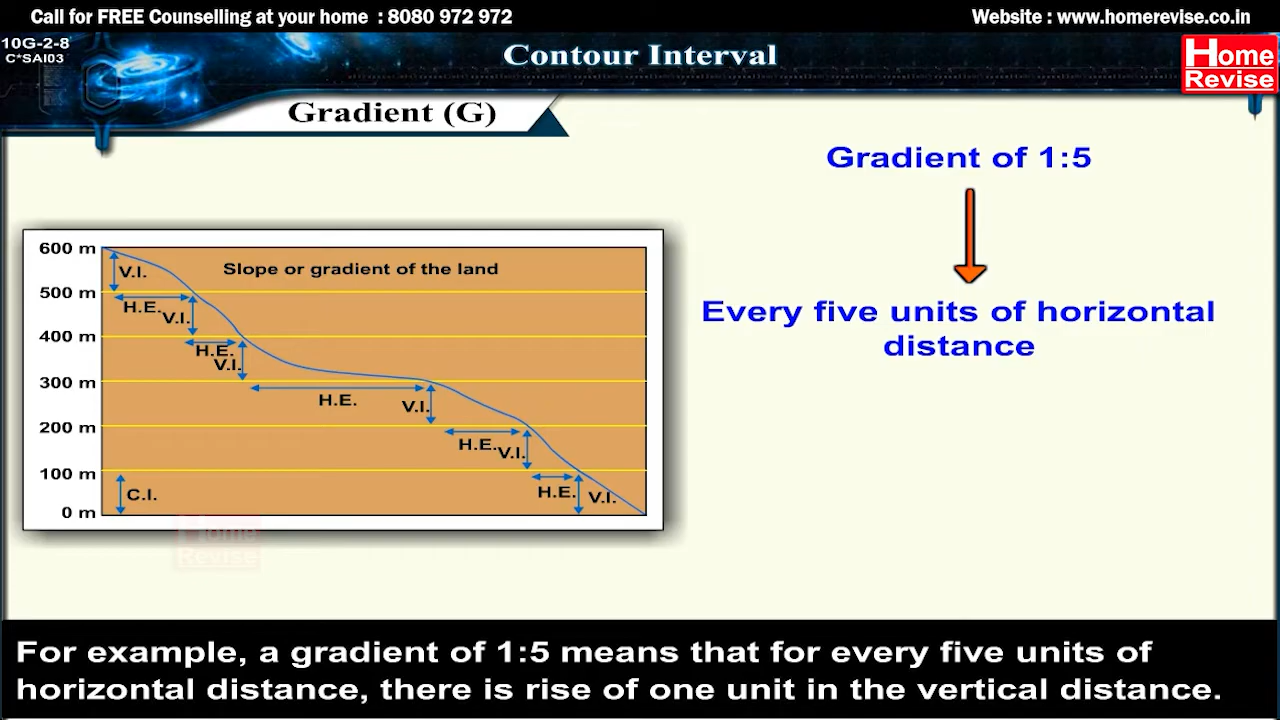 Call for FREE Counselling at your home : 8080 972 972
Website : www.homerevise.co.in
10G-2-8
C*SAI03
Contour Interval
Home
Revise
Gradient (G)
Gradient of 1:5
Every five units of horizontal
distance
600 m
Slope or gradient of the land
V.I.
500 m
H.E.
V.I.
400 m
H.E.
V.I.
300 m
H.E.
V.I.
200 m
H.E.
V.I.
100 m
H.E.
V.I.
C.I.
0 m
Home
Revise
For example, a gradient of 1:5 means that for every five units of
horizontal distance, there is rise of one unit in the vertical distance.